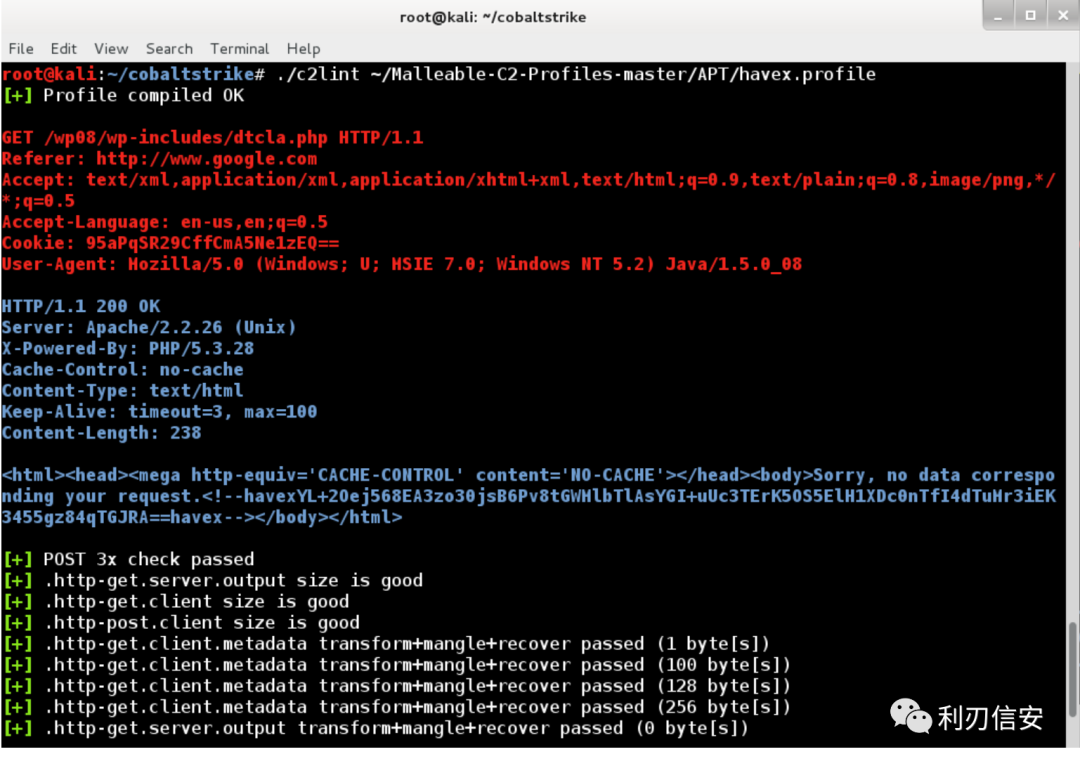 root@kali: ~/cobaltstrike
File Edit View Search Terminal Help
root@kali:~/cobaltstrike# ./c2lint ~/Malleable-C2-Profiles-master/APT/havex.profile
[+] Profile compiled OK
GET /wp08/wp-includes/dtcla.php HTTP/1.1
Referer: http://www.google.com
Accept: text/xml,application/xml,application/xhtml+xml,text/html;q=0.9,text/plain;q=0.8,image/png,*/
*;q=0.5
Accept-Language: en-us,en;q=0.5
Cookie: 95aPqSR29CffCmA5Ne1zEQ==
User-Agent: Mozilla/5.0 (Windows; U; MSIE 7.0; Windows NT 5.2) Java/1.5.0_08
HTTP/1.1 200 OK
Server: Apache/2.2.26 (Unix)
X-Powered-By: PHP/5.3.28
Cache-Control: no-cache
Content-Type: text/html
Keep-Alive: timeout=3, max=100
Content-Length: 238
<html><head><mega http-equiv='CACHE-CONTROL' content='NO-CACHE'></head><body>Sorry, no data correspo
nding your request.<!--havexYL+2Oej568EA3zo30jsB6Pv8tGWHlbTlAsYGI+uUc3TErK5OS5ElH1XDc0nTfI4dTuHr3iEK
3455gz84qTGJRA==havex--></body></html>
[+] POST 3x check passed
[+] .http-get.server.output size is good
[+] .http-get.client size is good
[+] .http-post.client size is good
[+] .http-get.client.metadata transform+mangle+recover passed (1 byte[s])
[+] .http-get.client.metadata transform+mangle+recover passed (100 byte[s])
[+] .http-get.client.metadata transform+mangle+recover passed (128 byte[s])
[+] .http-get.client.metadata transform+mangle+recover passed (256 byte[s])
[+] .http-get.server.output transform+mangle+recover passed (0 byte[s])
利刃信安